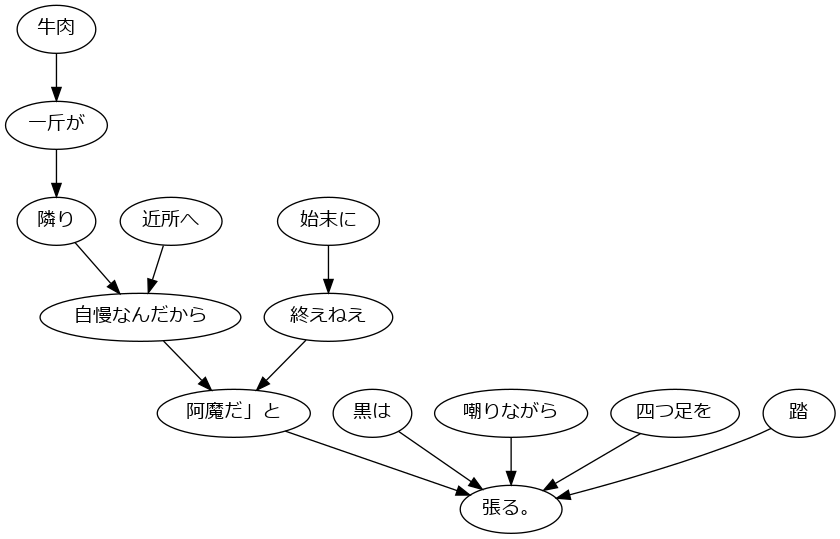 牛肉
一斤が
隣り
近所へ
始末に
自慢なんだから
終えねえ
阿魔だ」と
黒は
嘲りながら
四つ足を
踏
張る。